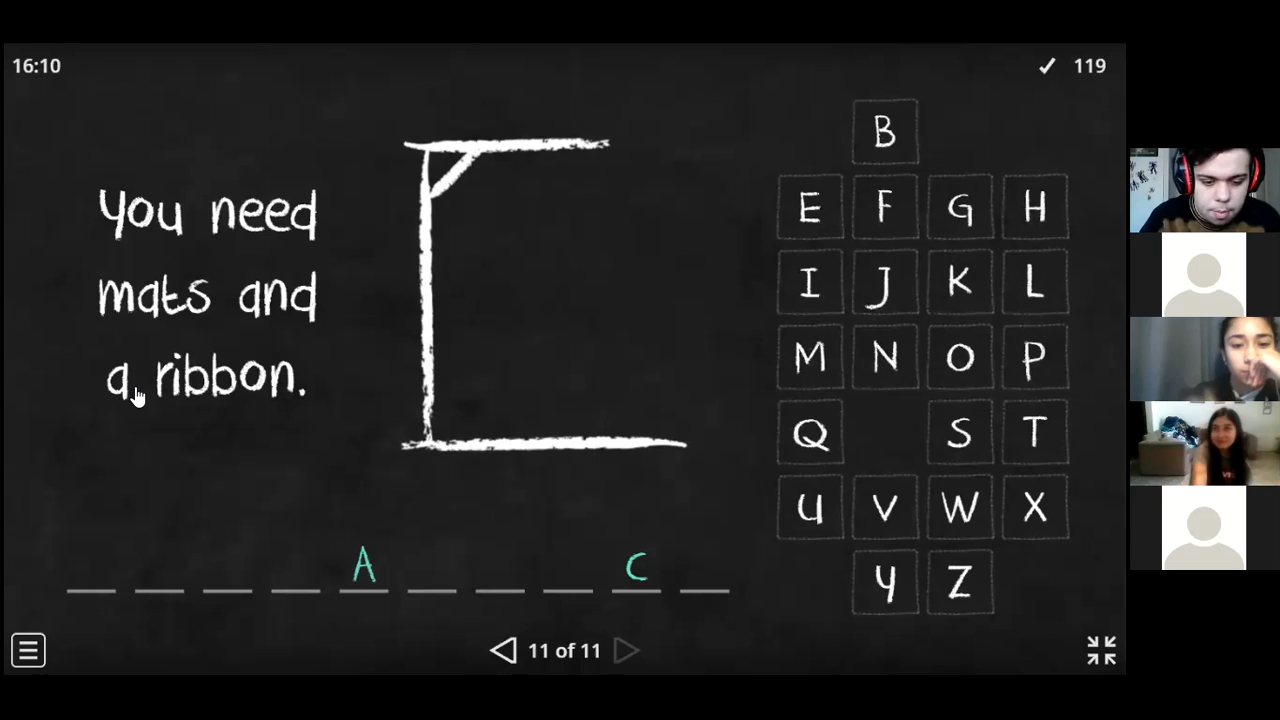 16:10
✓ 119
You need
mats and
a ribbon.
B
E F G H
I J K L
M N O P
Q S T
U V W X
Y Z
A C
11 of 11